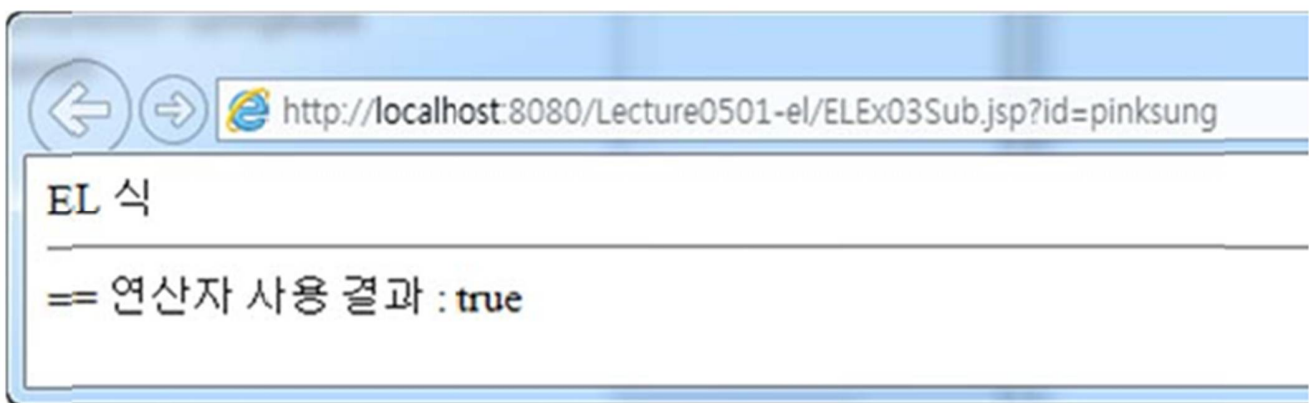 http://localhost:8080/Lecture0501-el/ELEx03Sub.jsp?id=pinksung
EL 식
== 연산자 사용 결과 : true